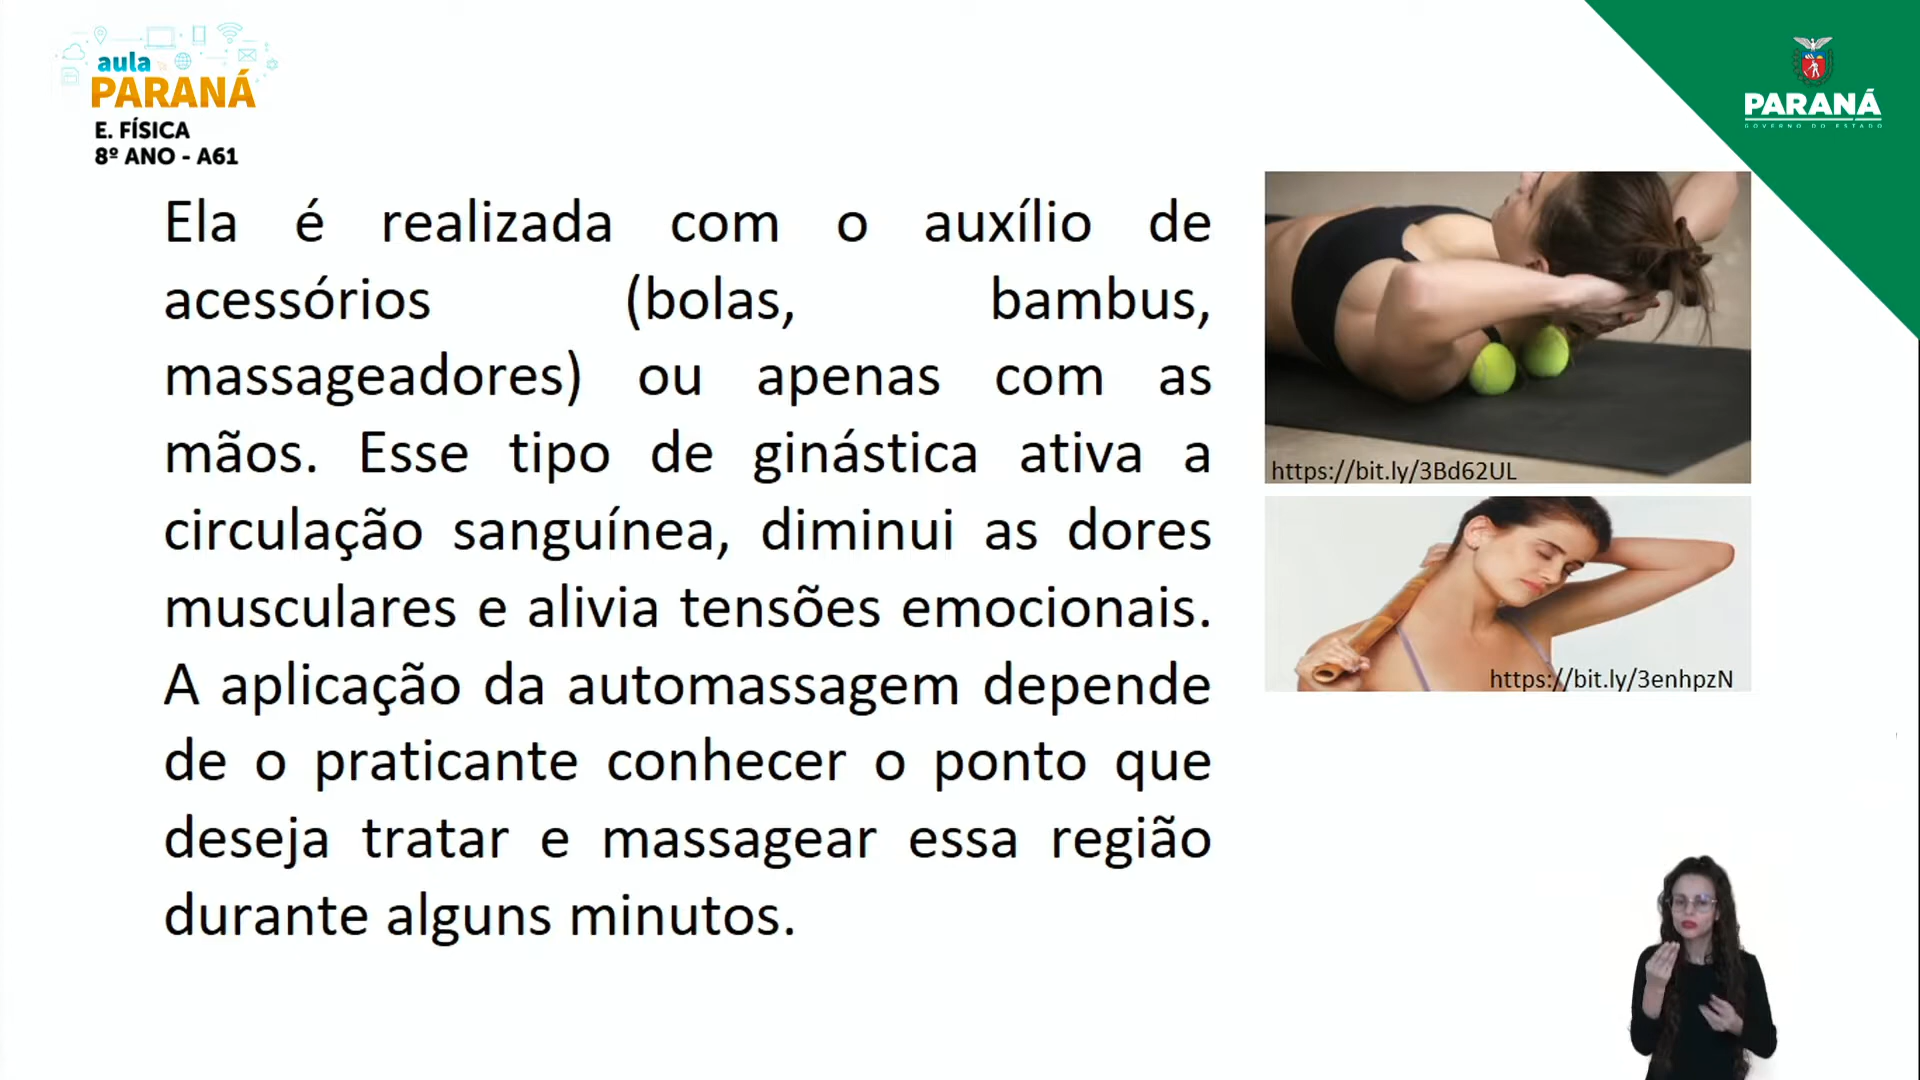 aula
PARANÁ
E. FÍSICA
8º ANO - A61
PARANÁ
GOVERNO DO ESTADO
Ela é realizada com o auxílio de
acessórios (bolas, bambus,
massageadores) ou apenas com as
mãos. Esse tipo de ginástica ativa a
circulação sanguínea, diminui as dores
musculares e alivia tensões emocionais.
A aplicação da automassagem depende
de o praticante conhecer o ponto que
deseja tratar e massagear essa região
durante alguns minutos.
https://bit.ly/3Bd62UL
https://bit.ly/3enhpzN